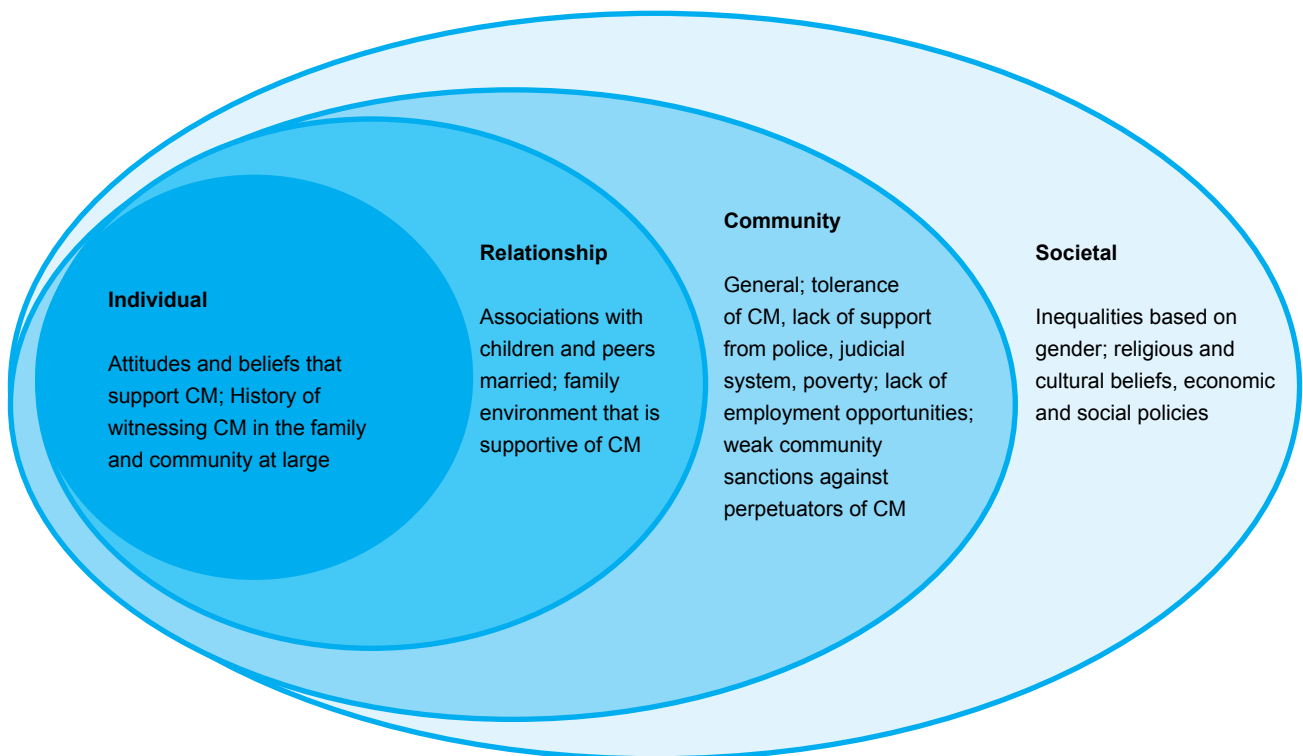 Individual
Attitudes and beliefs that
support CM; History of
witnessing CM in the family
and community at large
Relationship
Associations with
children and peers
married; family
environment that is
supportive of CM
Community
General; tolerance
of CM, lack of support
from police, judicial
system, poverty; lack of
employment opportunities;
weak community
sanctions against
perpetuators of CM
Societal
Inequalities based on
gender; religious and
cultural beliefs, economic
and social policies